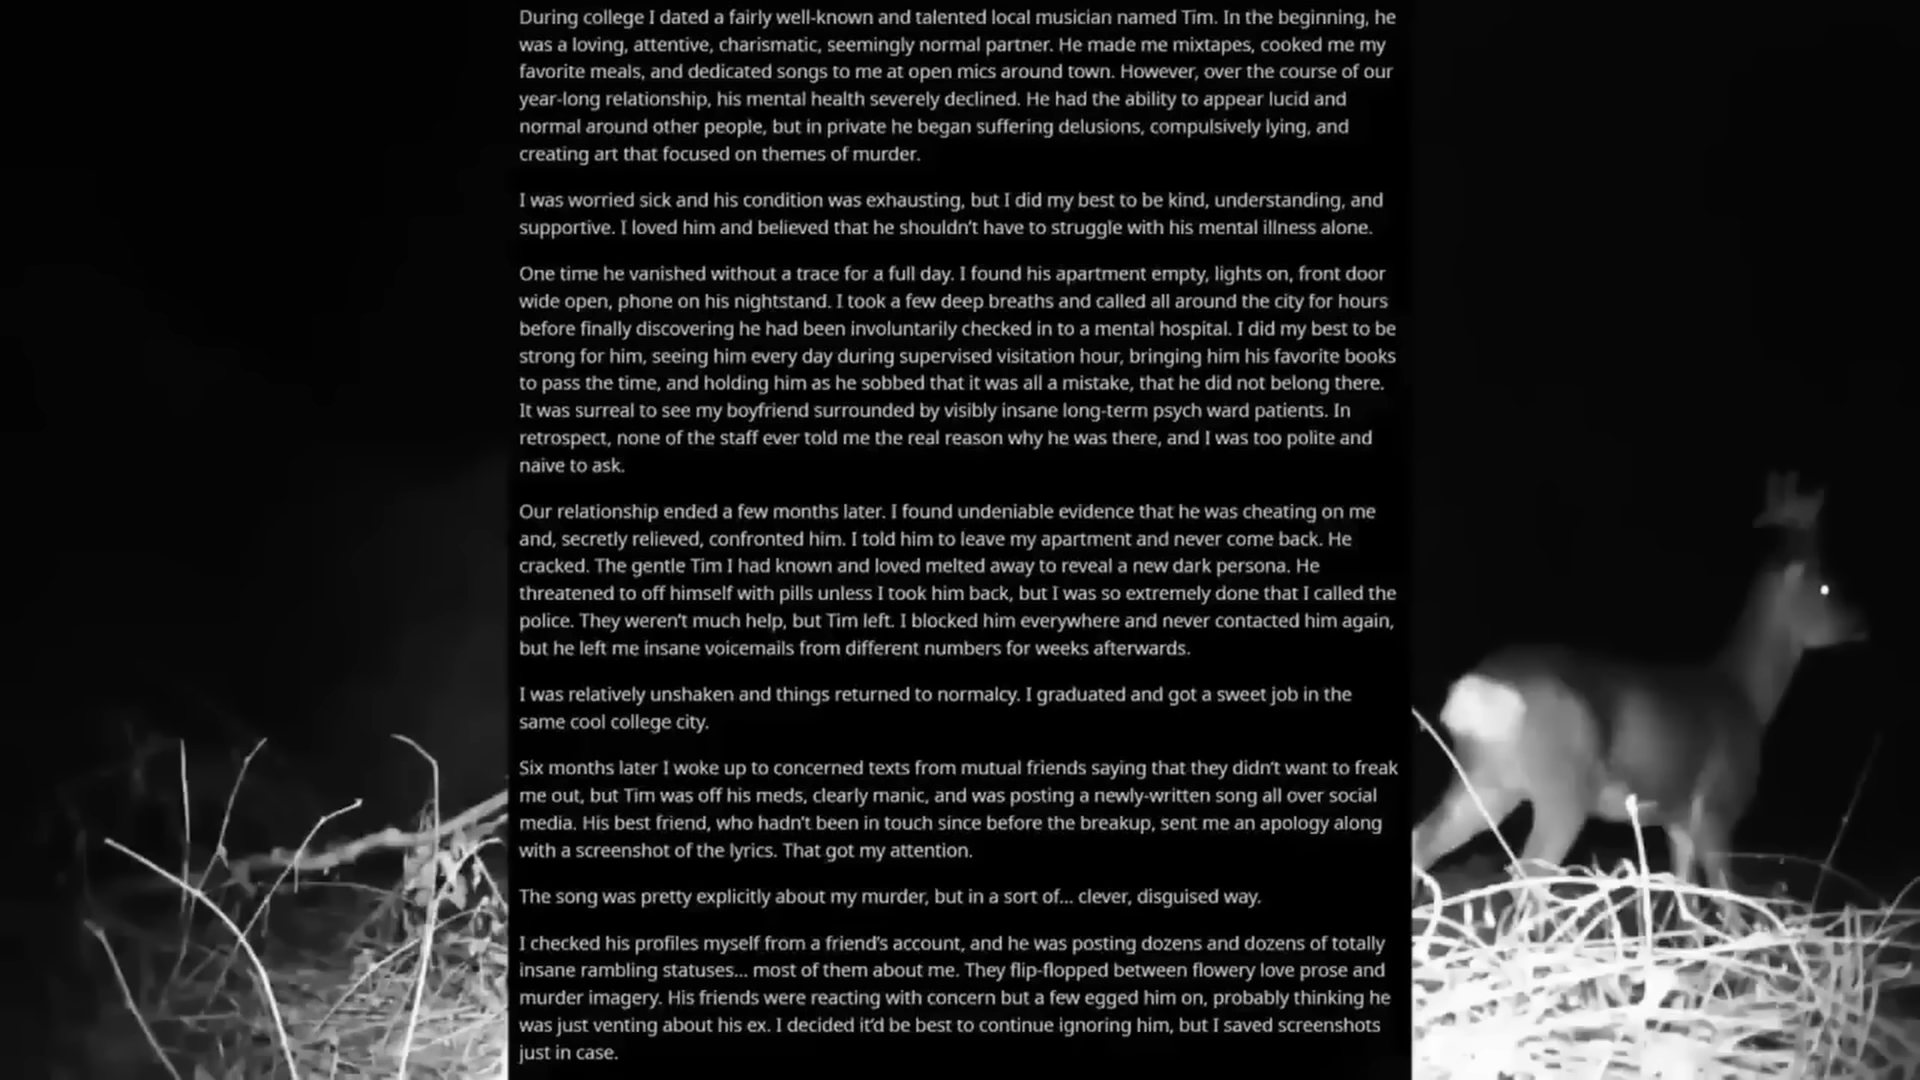 During college I dated a fairly well-known and talented local musician named Tim. In the beginning, he
was a loving, attentive, charismatic, seemingly normal partner. He made me mixtapes, cooked me my
favorite meals, and dedicated songs to me at open mics around town. However, over the course of our
year-long relationship, his mental health severely declined. He had the ability to appear lucid and
normal around other people, but in private he began suffering delusions, compulsively lying, and
creating art that focused on themes of murder.
I was worried sick and his condition was exhausting, but I did my best to be kind, understanding, and
supportive. I loved him and believed that he shouldn't have to struggle with his mental illness alone.
One time he vanished without a trace for a full day. I found his apartment empty, lights on, front door
wide open, phone on his nightstand. I took a few deep breaths and called all around the city for hours
before finally discovering he had been involuntarily checked in to a mental hospital. I did my best to be
strong for him, seeing him every day during supervised visitation hour, bringing him his favorite books
to pass the time, and holding him as he sobbed that it was all a mistake, that he did not belong there.
It was surreal to see my boyfriend surrounded by visibly insane long-term psych ward patients. In
retrospect, none of the staff ever told me the real reason why he was there, and I was too polite and
naive to ask.
Our relationship ended a few months later. I found undeniable evidence that he was cheating on me
and, secretly relieved, confronted him. I told him to leave my apartment and never come back. He
cracked. The gentle Tim I had known and loved melted away to reveal a new dark persona. He
threatened to off himself with pills unless I took him back, but I was so extremely done that I called the
police. They weren't much help, but Tim left. I blocked him everywhere and never contacted him again,
but he left me insane voicemails from different numbers for weeks afterwards.
I was relatively unshaken and things returned to normalcy. I graduated and got a sweet job in the
same cool college city.
Six months later I woke up to concerned texts from mutual friends saying that they didn't want to freak
me out, but Tim was off his meds, clearly manic, and was posting a newly-written song all over social
media. His best friend, who hadn't been in touch since before the breakup, sent me an apology along
with a screenshot of the lyrics. That got my attention.
The song was pretty explicitly about my murder, but in a sort of... clever, disguised way.
I checked his profiles myself from a friend's account, and he was posting dozens and dozens of totally
insane rambling statuses... most of them about me. They flip-flopped between flowery love prose and
murder imagery. His friends were reacting with concern but a few egged him on, probably thinking he
was just venting about his ex. I decided it'd be best to continue ignoring him, but I saved screenshots
just in case.